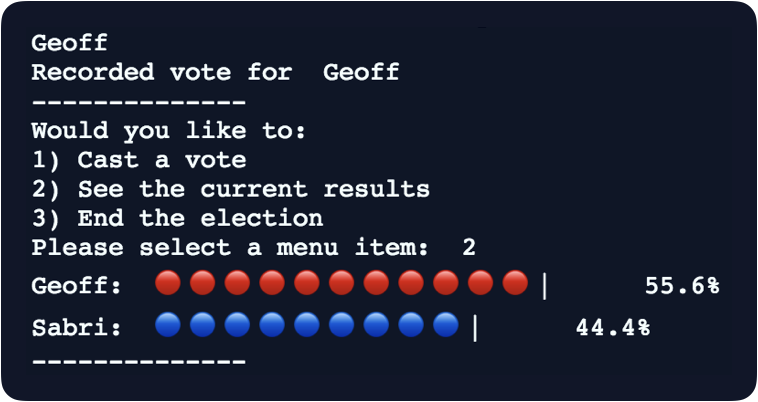 Geoff
Recorded vote for  Geoff
--------------
Would you like to:
1) Cast a vote
2) See the current results
3) End the election
Please select a menu item:  2
Geoff:  🔴🔴🔴🔴🔴🔴🔴🔴🔴🔴🔴|      55.6%
Sabri:  🔵🔵🔵🔵🔵🔵🔵🔵🔵|      44.4%
--------------